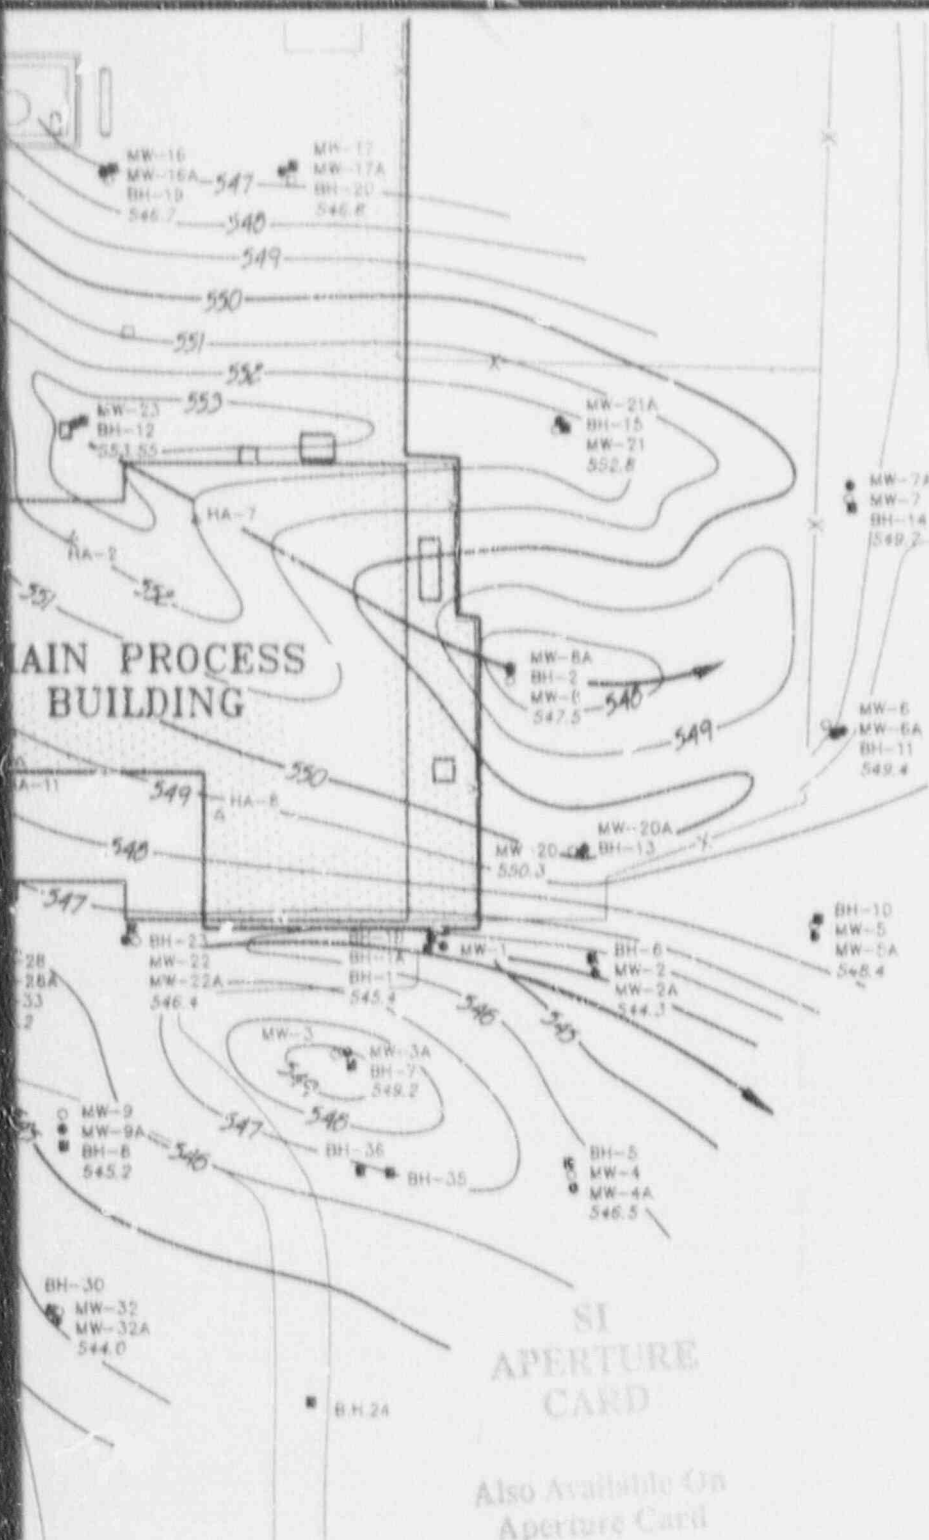 MW-16
MW-16A
BH-19
546.7
MW-17
MW-17A
BH-20
546.8
547
548
549
550
551
552
553
MW-23
BH-12
553.55
MW-21A
BH-15
MW-21
552.8
MW-7A
MW-7
BH-14
549.2
HA-7
HA-2
551
552
MAIN PROCESS
BUILDING
MW-8A
BH-2
MW-8
547.5
548
549
MW-6
MW-6A
BH-11
549.4
550
549
HA-8
548
547
MW-20A
MW-20
BH-13
550.3
BH-10
MW-5
MW-5A
548.4
BH-23
MW-22
MW-22A
546.4
BH-1A
BH-1
545.4
MW-1
BH-6
MW-2
MW-2A
544.3
546
545
MW-3
MW-3A
BH-7
549.2
548
547
546
MW-9
MW-9A
BH-8
545.2
BH-36
BH-35
BH-5
MW-4
MW-4A
546.5
BH-30
MW-32
MW-32A
544.0
B.H.24
SI
APERTURE
CARD
Also Available On
Aperture Card